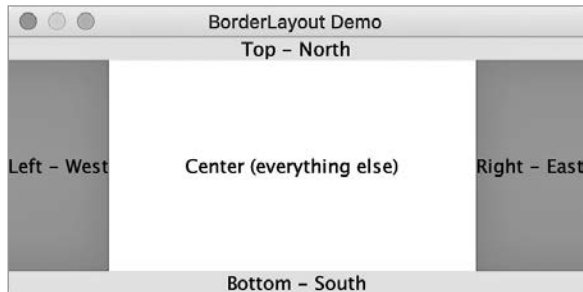 BorderLayout Demo
Top – North
Left – West
Center (everything else)
Right – East
Bottom – South